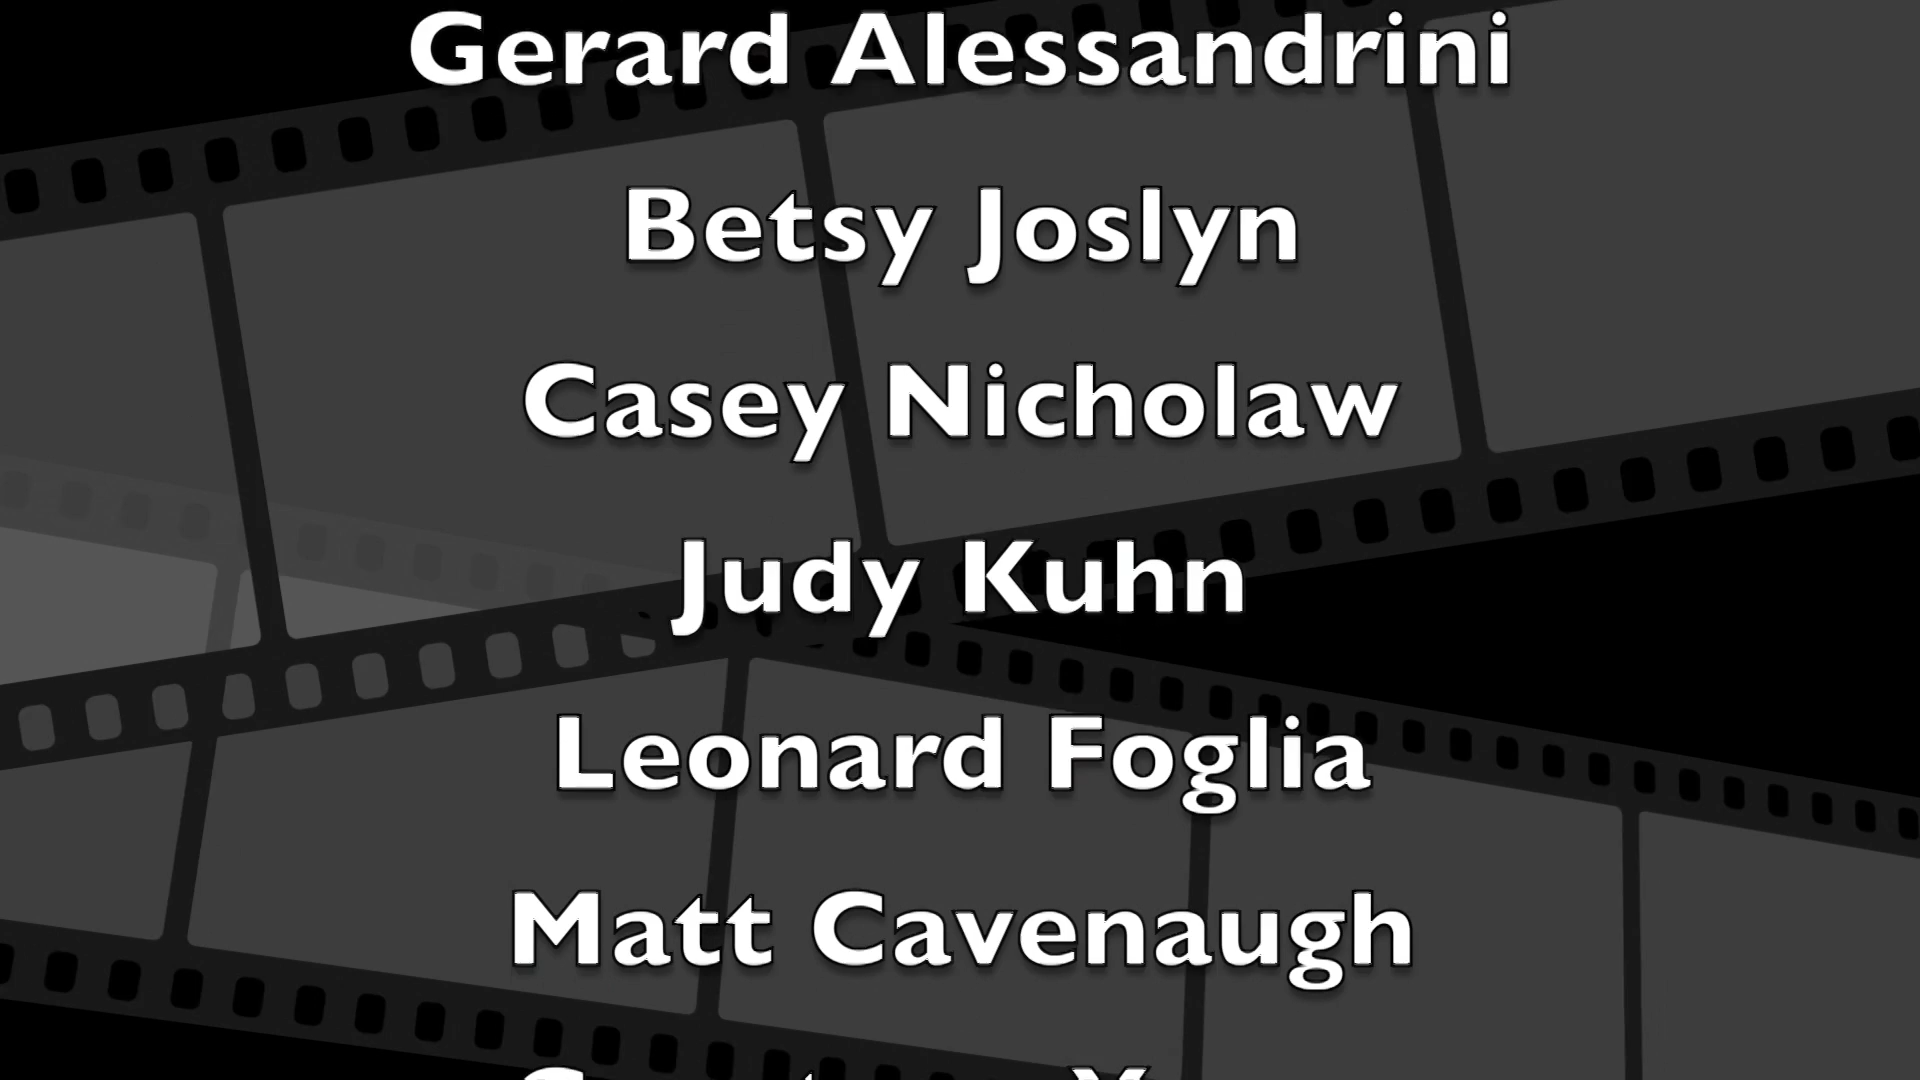 Gerard Alessandrini
Betsy Joslyn
Casey Nicholaw
Judy Kuhn
Leonard Foglia
Matt Cavenaugh